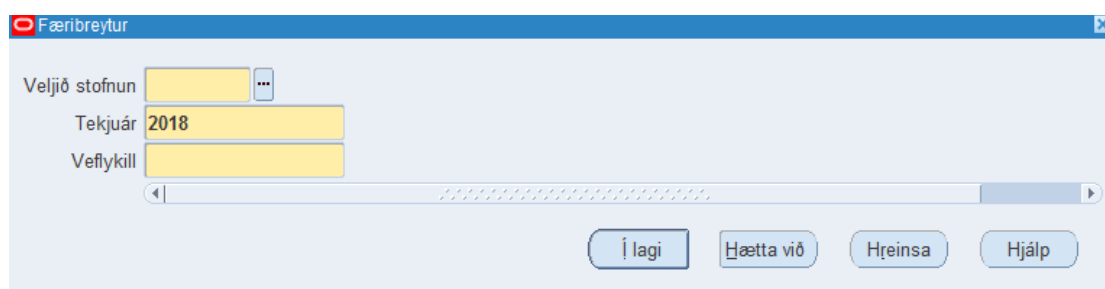 Færibreytur
Veljið stofnun ...
Tekjuár 2018
Veflykill
Í lagi Hætta við Hreinsa Hjálp